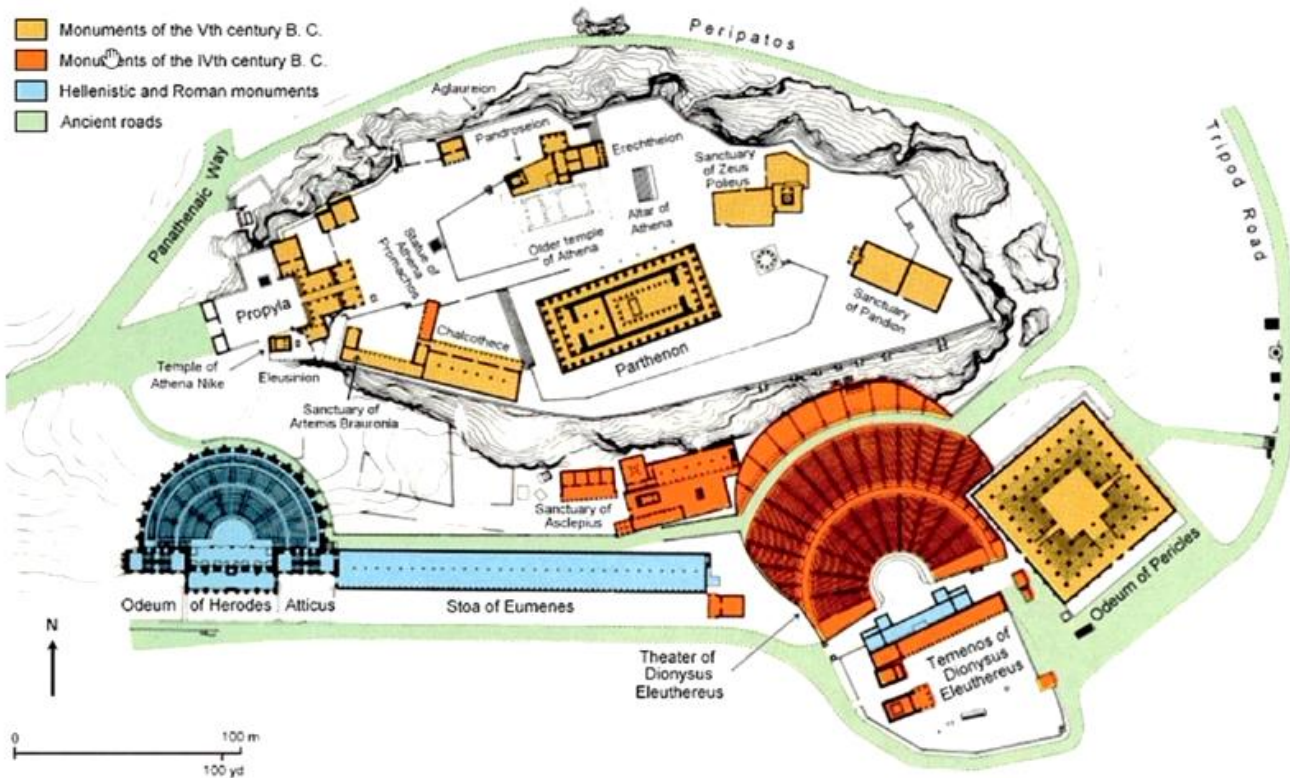 Monuments of the Vth century B. C.
Monuments of the IVth century B. C.
Hellenistic and Roman monuments
Ancient roads
Peripatos
Tripod Road
Panathenaic Way
Aglaureion
Pandroseion
Erechtheion
Sanctuary
of Zeus
Polieus
Altar of
Athena
Older temple
of Athena
Statue of
Athena
Promachos
Propyla
Sanctuary
of Pandion
Parthenon
Chalcothece
Temple of
Athena Nike
Eleusinion
Sanctuary of
Artemis Brauronia
Sanctuary of
Asclepius
Odeum of Pericles
Odeum of Herodes Atticus
Stoa of Eumenes
Theater of
Dionysus
Eleuthereus
Temenos of
Dionysus
Eleuthereus
N
0 100 m
100 yd